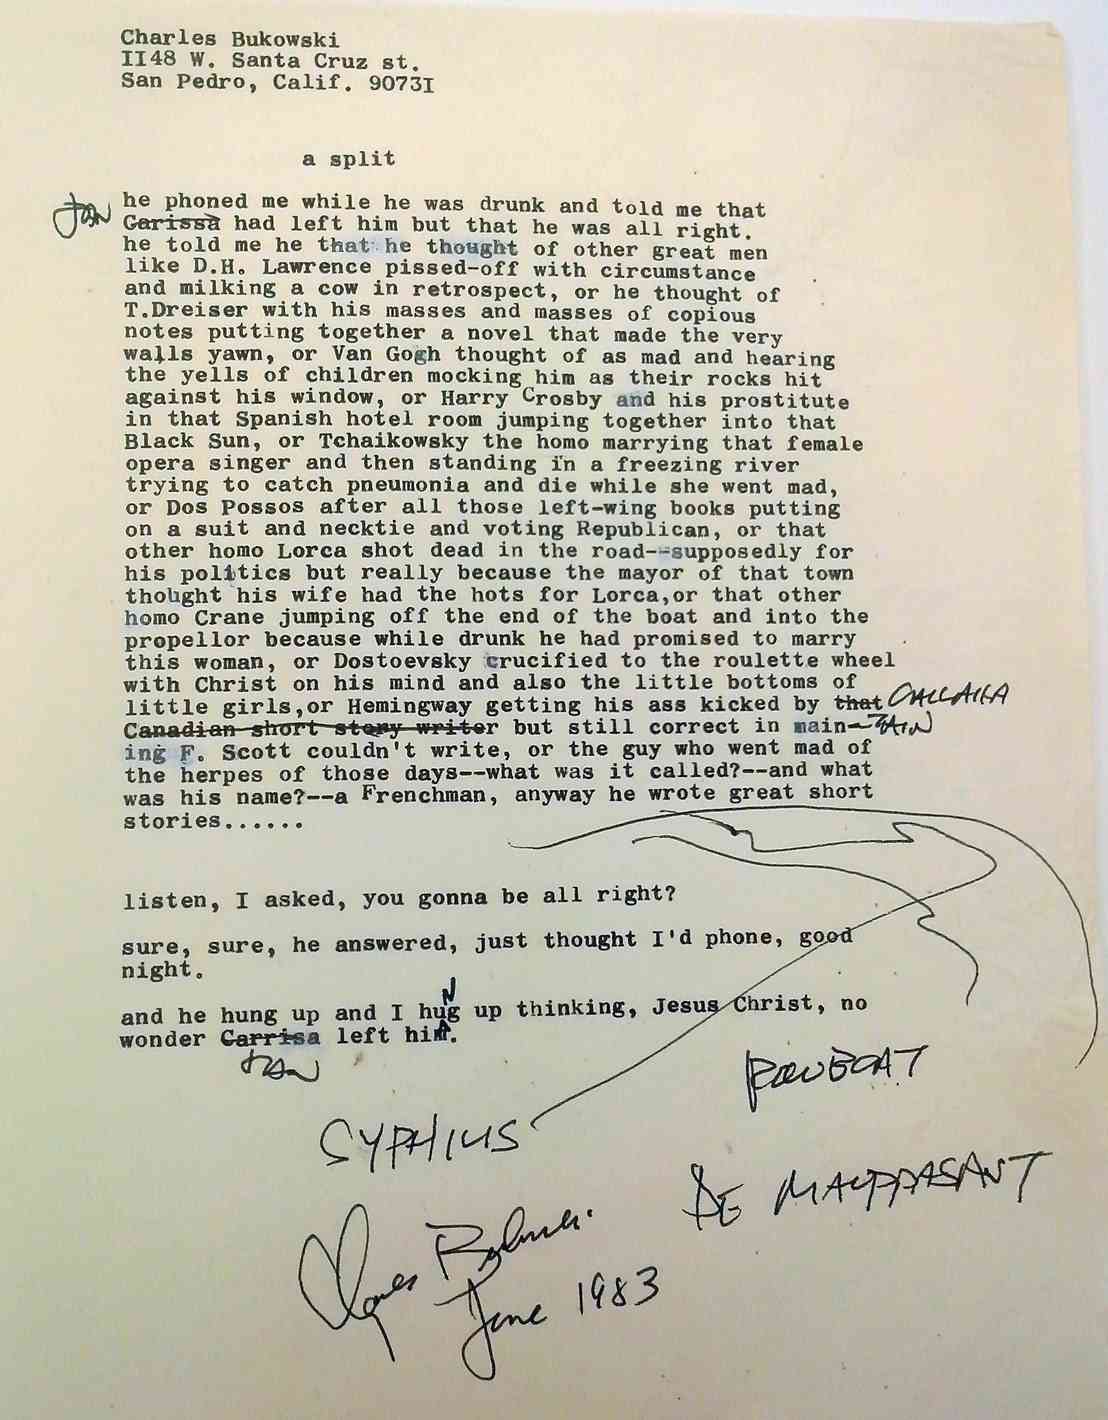 Charles Bukowski
II48 W. Santa Cruz st.
San Pedro, Calif. 9073I
a split
he phoned me while he was drunk and told me that
JAN Carissa had left him but that he was all right.
he told me he that he thought of other great men
like D.H. Lawrence pissed-off with circumstance
and milking a cow in retrospect, or he thought of
T.Dreiser with his masses and masses of copious
notes putting together a novel that made the very
walls yawn, or Van Gogh thought of as mad and hearing
the yells of children mocking him as their rocks hit
against his window, or Harry Crosby and his prostitute
in that Spanish hotel room jumping together into that
Black Sun, or Tchaikowsky the homo marrying that female
opera singer and then standing in a freezing river
trying to catch pneumonia and die while she went mad,
or Dos Possos after all those left-wing books putting
on a suit and necktie and voting Republican, or that
other homo Lorca shot dead in the road--supposedly for
his politics but really because the mayor of that town
thought his wife had the hots for Lorca,or that other
homo Crane jumping off the end of the boat and into the
propellor because while drunk he had promised to marry
this woman, or Dostoevsky crucified to the roulette wheel
with Christ on his mind and also the little bottoms of
little girls,or Hemingway getting his ass kicked by that
Canadian short story writer but still correct in main-TAIN
ing F. Scott couldn't write, or the guy who went mad of
the herpes of those days--what was it called?--and what
was his name?--a Frenchman, anyway he wrote great short
stories......
listen, I asked, you gonna be all right?
sure, sure, he answered, just thought I'd phone, good
night.
and he hung up and I huNg up thinking, Jesus Christ, no
wonder Carrisa left him.
JAN
ROWBOAT
SYPHILIS
DE MAUPPASANT
Charles Bukowski
June 1983